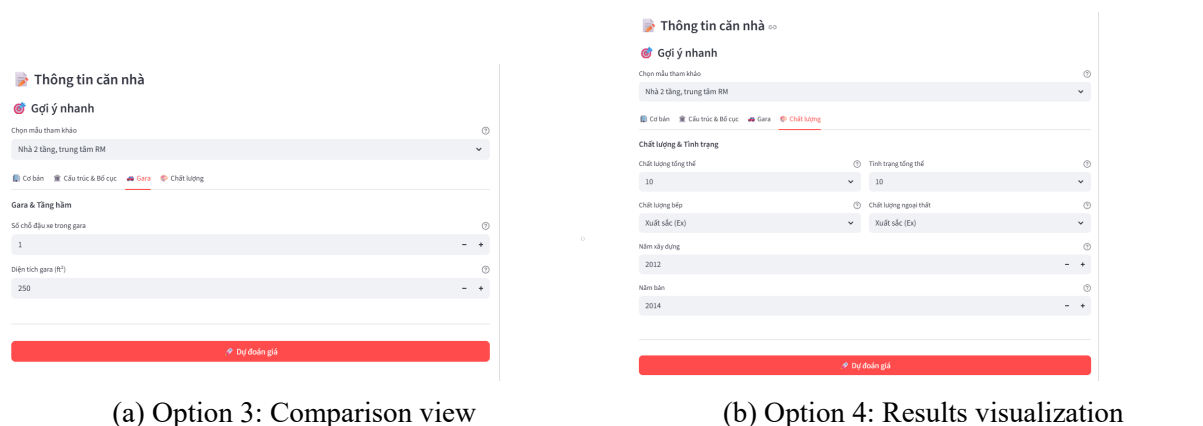 Thông tin căn nhà
Gợi ý nhanh
Chọn mẫu tham khảo
Nhà 2 tầng, trung tâm RM
Cơ bản Cấu trúc & Bố cục Gara Chất lượng
Gara & Tầng hầm
Số chỗ đậu xe trong gara
1
Diện tích gara (ft²)
250
Dự đoán giá
(a) Option 3: Comparison view
Thông tin căn nhà
Gợi ý nhanh
Chọn mẫu tham khảo
Nhà 2 tầng, trung tâm RM
Cơ bản Cấu trúc & Bố cục Gara Chất lượng
Chất lượng & Tình trạng
Chất lượng tổng thể Tình trạng tổng thể
10 10
Chất lượng bếp Chất lượng ngoại thất
Xuất sắc (Ex) Xuất sắc (Ex)
Năm xây dựng
2012
Năm bán
2014
Dự đoán giá
(b) Option 4: Results visualization